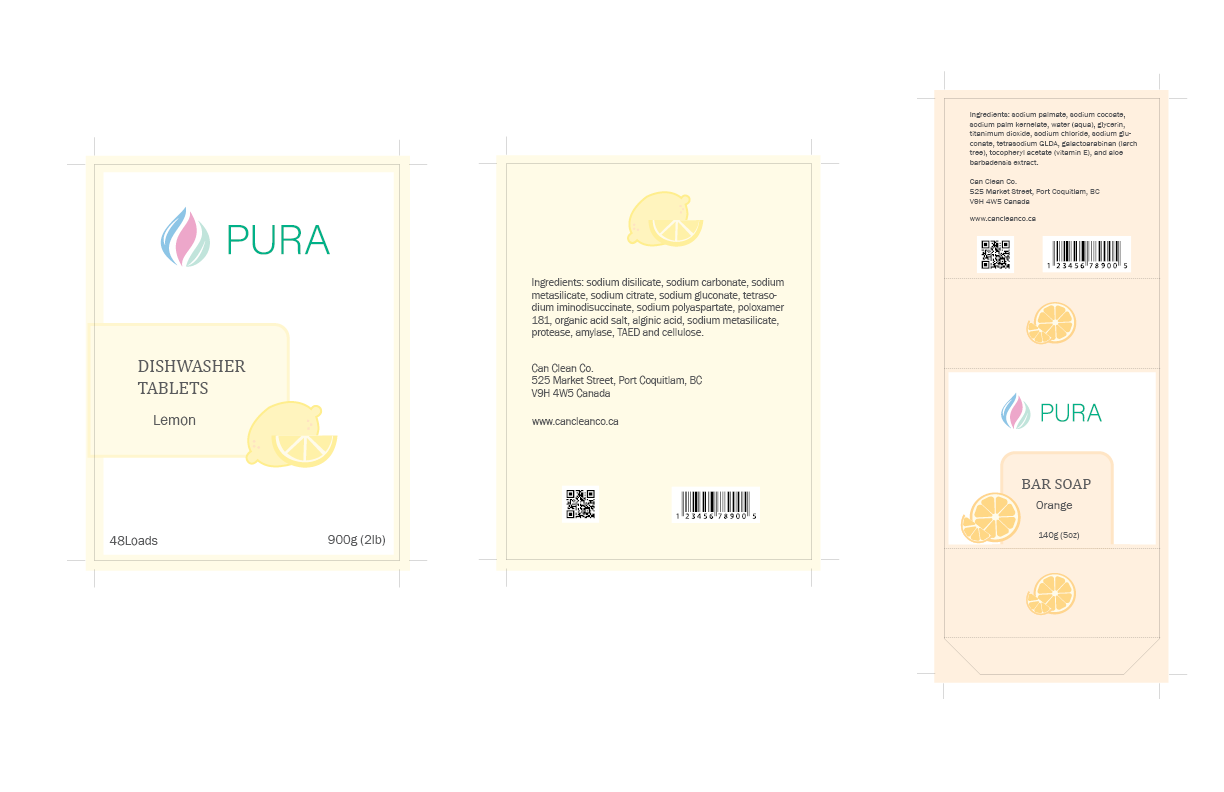 PURA
DISHWASHER
TABLETS
Lemon
48Loads
900g (2lb)
Ingredients: sodium disilicate, sodium carbonate, sodium
metasilicate, sodium citrate, sodium gluconate, tetraso-
dium iminodisuccinate, sodium polyaspartate, poloxamer
181, organic acid salt, alginic acid, sodium metasilicate,
protease, amylase, TAED and cellulose.
Can Clean Co.
525 Market Street, Port Coquitlam, BC
V9H 4W5 Canada
www.cancleanco.ca
1 23456 78900 5
Ingredients: sodium palmate, sodium cocoate,
sodium palm kernelate, water (aqua), glycerin,
titanimum dioxide, sodium chloride, sodium glu-
conate, tetrasodium GLDA, galactoarabinan (larch
tree), tocopheryl acetate (vitamin E), and aloe
barbadensis extract.
Can Clean Co.
525 Market Street, Port Coquitlam, BC
V9H 4W5 Canada
www.cancleanco.ca
1 23456 78900 5
PURA
BAR SOAP
Orange
140g (5oz)